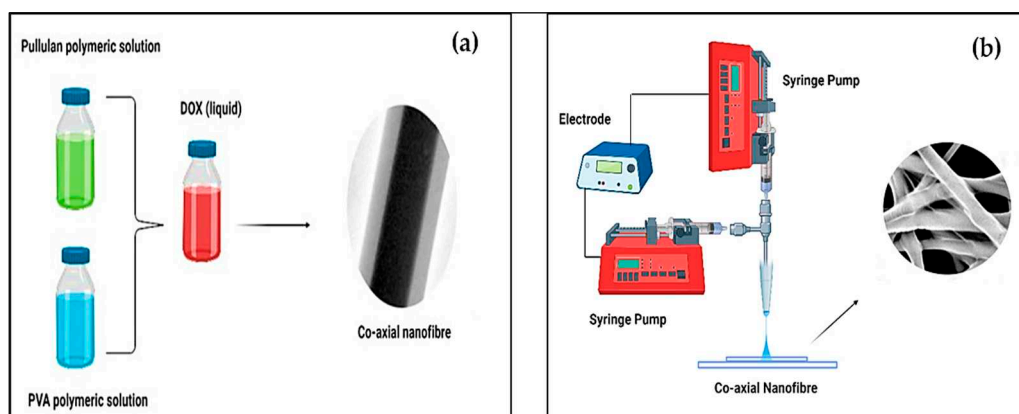 Pullulan polymeric solution
(a)
DOX (liquid)
Co-axial nanofibre
PVA polymeric solution
(b)
Syringe Pump
Electrode
Syringe Pump
Co-axial Nanofibre